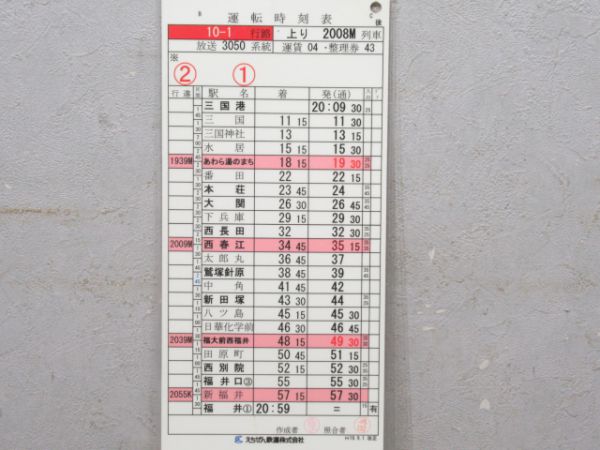 B C
運転時刻表 後
10-1 行路 上り 2008M 列車
放送 3050 系統 運賃 04・整理券 43
張
② ①
行違 駅名 着 発(通)
三国港 20:09 30
三国 11 15 11 30
三国神社 13 13 15
水居 15 15 15 30
1939M あわら湯のまち 18 15 19 30
番田 22 22 15
本荘 23 45 24
大関 26 30 26 45
下兵庫 29 15 29 30
西長田 32 32 30
2009M 西春江 34 45 35 15
太郎丸 36 45 37
鷲塚針原 38 45 39
中角 41 45 42
新田塚 43 30 44
八ツ島 45 15 45 30
日華化学前 46 30 46 45
2039M 福大前西福井 48 15 49 30
田原町 50 45 51 15
西別院 52 15 52 30
福井口③ 55 55 30
2055K 新福井 57 15 57 30
福井① 20:59 = 有
作成者 照合者
えちぜん鉄道株式会社